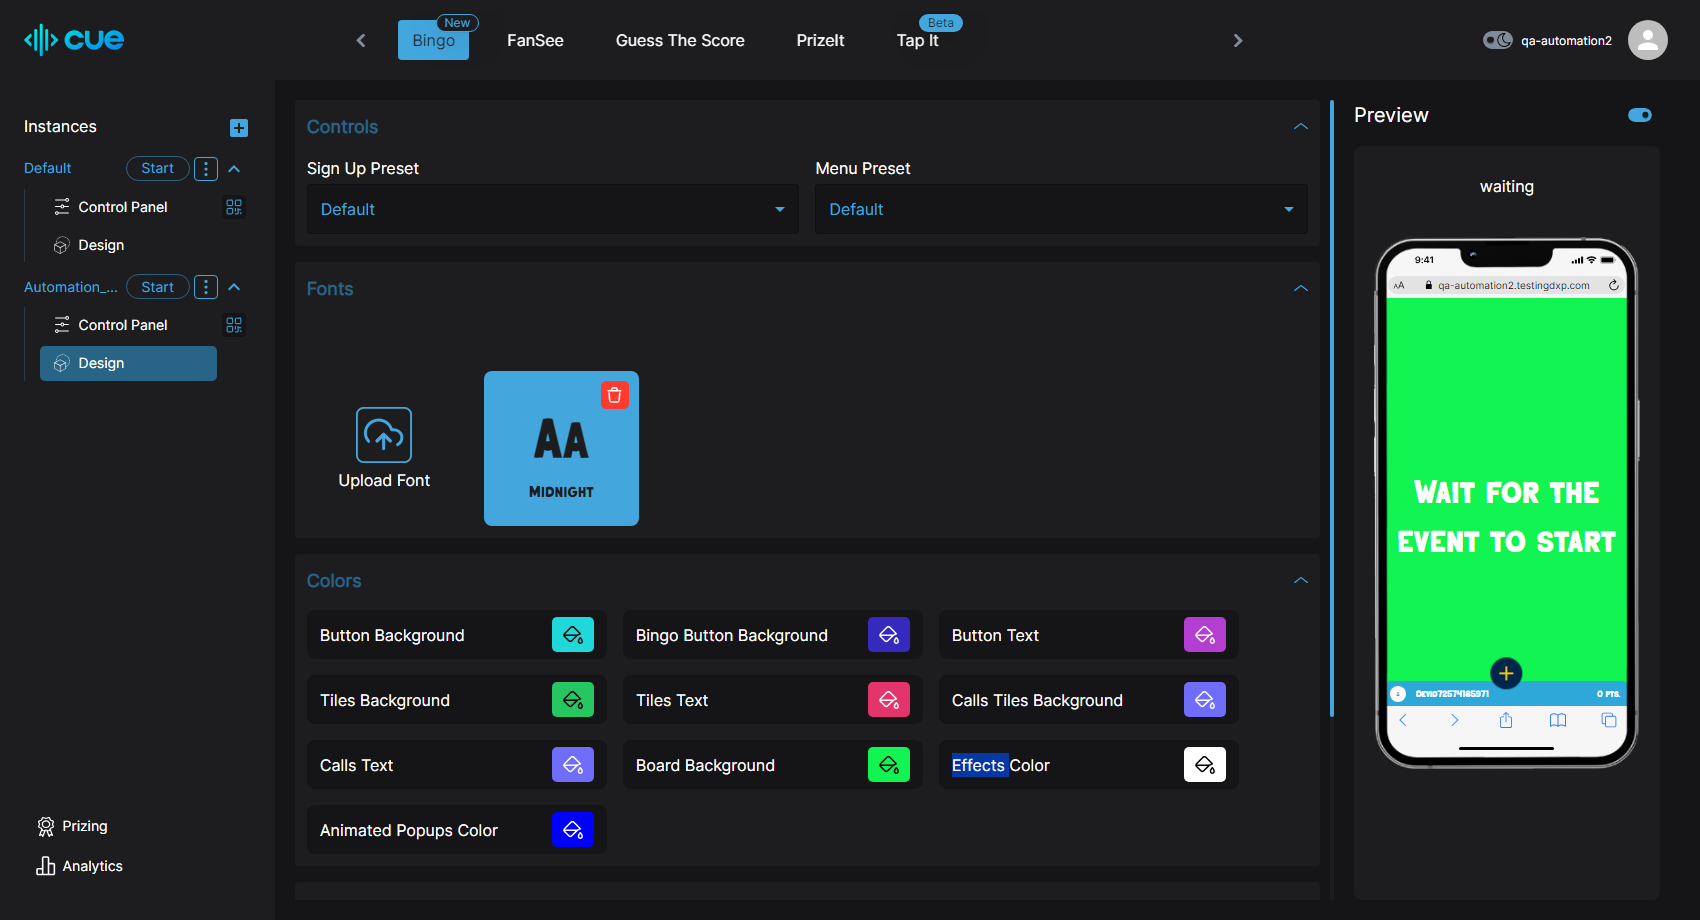 cue
New
Bingo
FanSee
Guess The Score
PrizeIt
Beta
Tap It
qa-automation2
Instances
Default
Start
Control Panel
Design
Automation_...
Start
Control Panel
Design
Prizing
Analytics
Controls
Sign Up Preset
Default
Menu Preset
Default
Fonts
Upload Font
AA
MIDNIGHT
Colors
Button Background
Bingo Button Background
Button Text
Tiles Background
Tiles Text
Calls Tiles Background
Calls Text
Board Background
Effects Color
Animated Popups Color
Preview
waiting
9:41
AA
qa-automation2.testingdxp.com
WAIT FOR THE
EVENT TO START
DEVID72574185971
0 PTS.